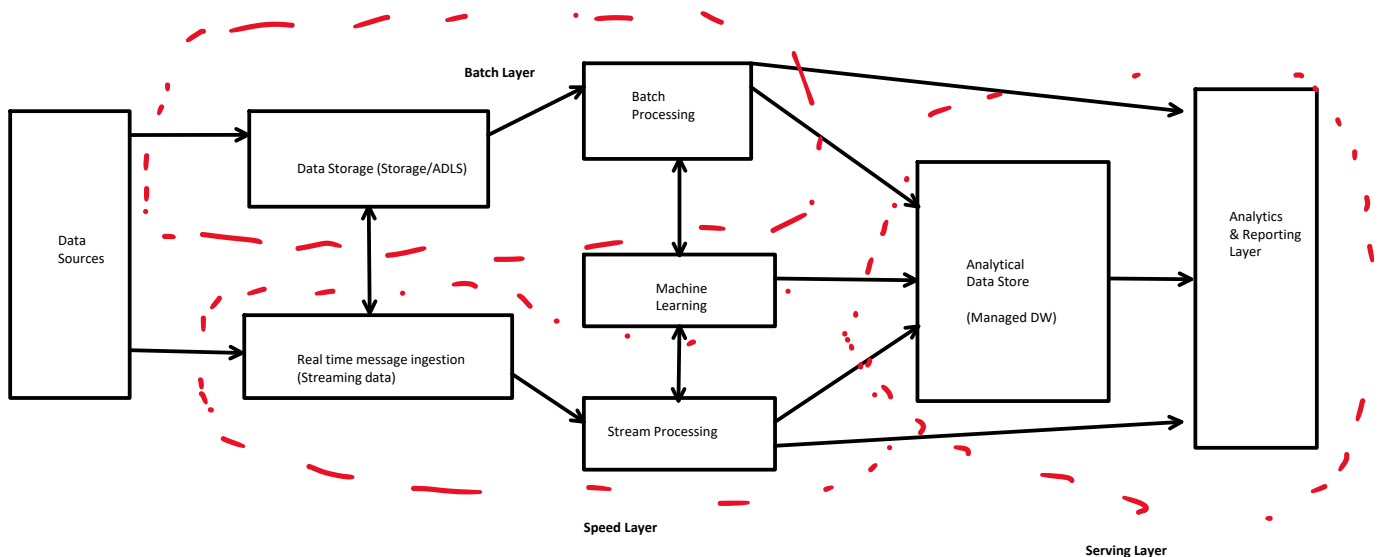 Batch Layer
Data
Sources
Data Storage (Storage/ADLS)
Real time message ingestion
(Streaming data)
Batch
Processing
Machine
Learning
Stream Processing
Analytical
Data Store
(Managed DW)
Analytics
& Reporting
Layer
Speed Layer
Serving Layer